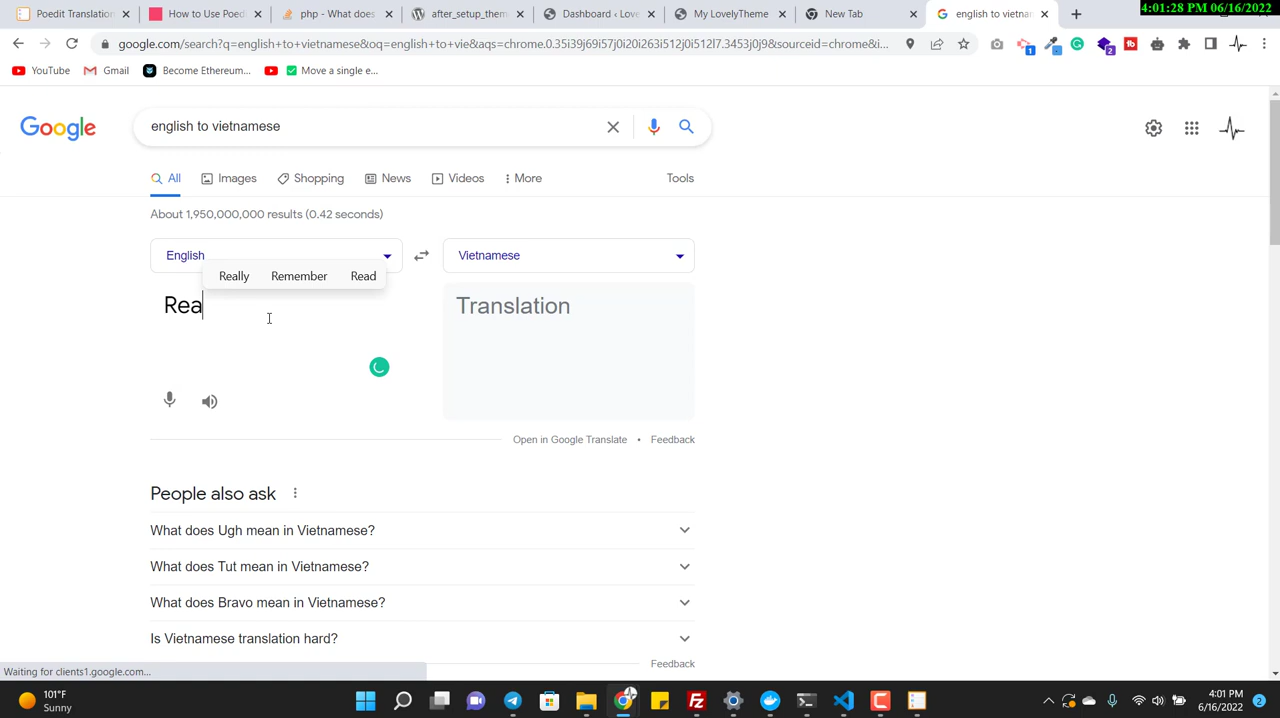 4:01:28 PM 06/16/2022
Poedit Translation
How to Use Poedit
php - What does
after_setup_them
Dashboard ‹ Love
My LovelyTheme
New Tab
english to vietnam
google.com/search?q=english+to+vietnamese&oq=english+to+vie&aqs=chrome.0.35i39j69i57j0i20i263i512j0i512l7.3453j0j9&sourceid=chrome&i...
YouTube
Gmail
Become Ethereum...
Move a single e...
Google
english to vietnamese
All
Images
Shopping
News
Videos
More
Tools
About 1,950,000,000 results (0.42 seconds)
English
Vietnamese
Really Remember Read
Rea
Translation
Open in Google Translate • Feedback
People also ask
What does Ugh mean in Vietnamese?
What does Tut mean in Vietnamese?
What does Bravo mean in Vietnamese?
Is Vietnamese translation hard?
Feedback
Waiting for clients1.google.com...
101°F
Sunny
4:01 PM
6/16/2022
2